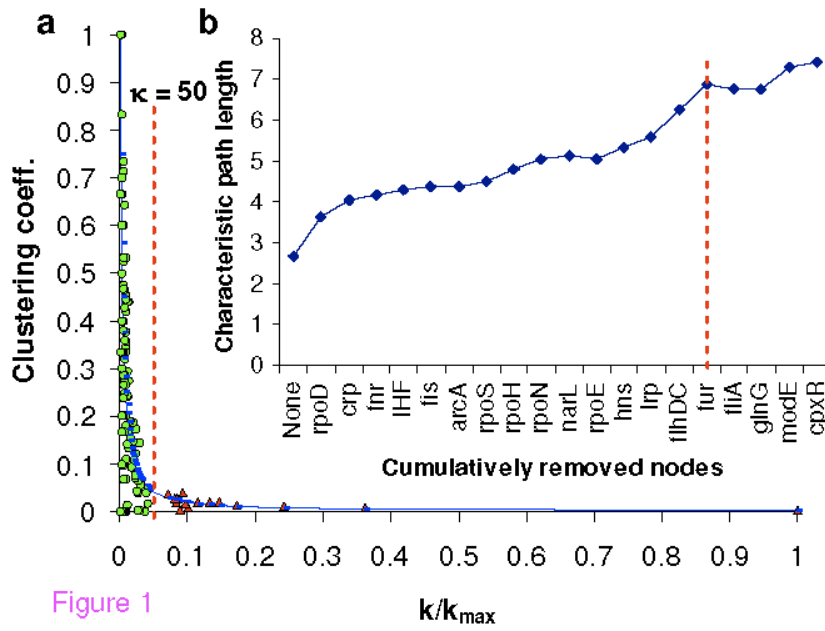 a
Clustering coeff.
1
0.9
0.8
0.7
0.6
0.5
0.4
0.3
0.2
0.1
0
κ = 50
0 0.1 0.2 0.3 0.4 0.5 0.6 0.7 0.8 0.9 1
k/kmax
b
Characteristic path length
8
7
6
5
4
3
2
1
0
None
rpoD
crp
fnr
IHF
fis
arcA
rpoS
rpoH
rpoN
narL
rpoE
hns
lrp
flhDC
fur
fliA
glnG
modE
cpxR
Cumulatively removed nodes
Figure 1